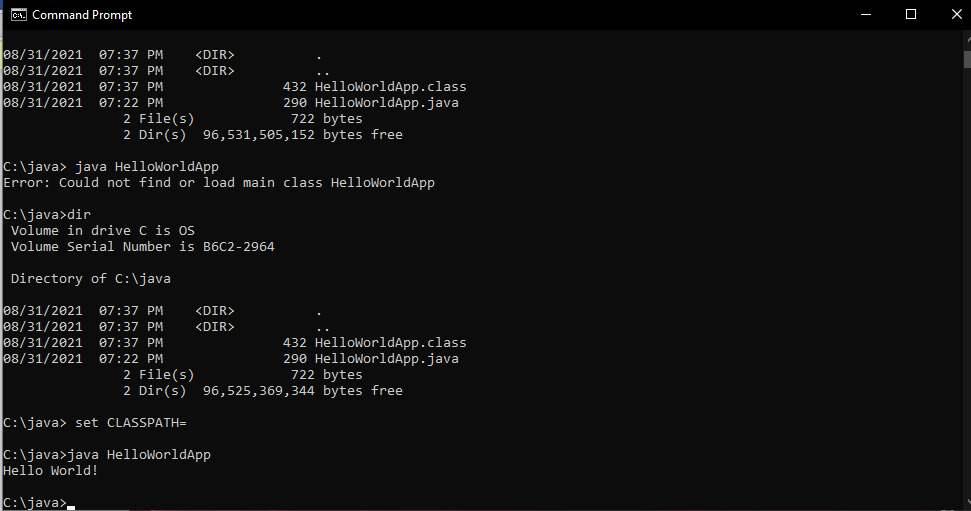 Command Prompt
08/31/2021  07:37 PM    <DIR>          .
08/31/2021  07:37 PM    <DIR>          ..
08/31/2021  07:37 PM               432 HelloWorldApp.class
08/31/2021  07:22 PM               290 HelloWorldApp.java
               2 File(s)            722 bytes
               2 Dir(s)  96,531,505,152 bytes free
C:\java> java HelloWorldApp
Error: Could not find or load main class HelloWorldApp
C:\java>dir
 Volume in drive C is OS
 Volume Serial Number is B6C2-2964
 Directory of C:\java
08/31/2021  07:37 PM    <DIR>          .
08/31/2021  07:37 PM    <DIR>          ..
08/31/2021  07:37 PM               432 HelloWorldApp.class
08/31/2021  07:22 PM               290 HelloWorldApp.java
               2 File(s)            722 bytes
               2 Dir(s)  96,525,369,344 bytes free
C:\java> set CLASSPATH=
C:\java>java HelloWorldApp
Hello World!
C:\java>